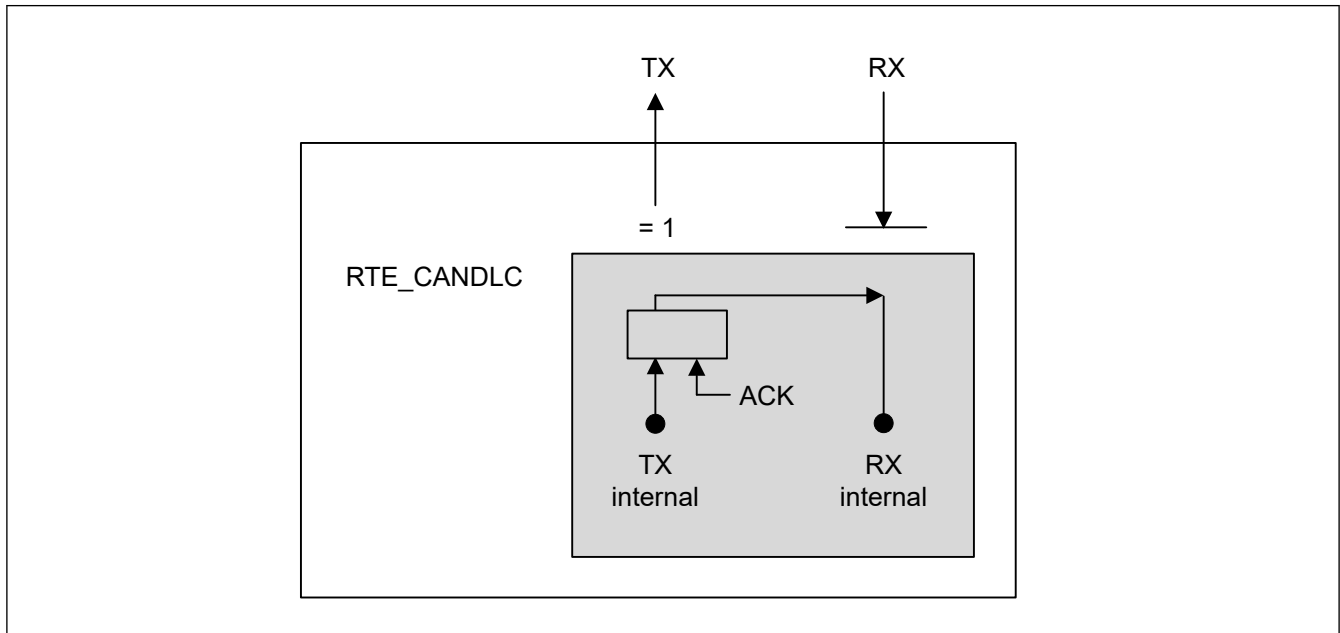 TX
RX
= 1
RTE_CANDLC
ACK
TX
internal
RX
internal